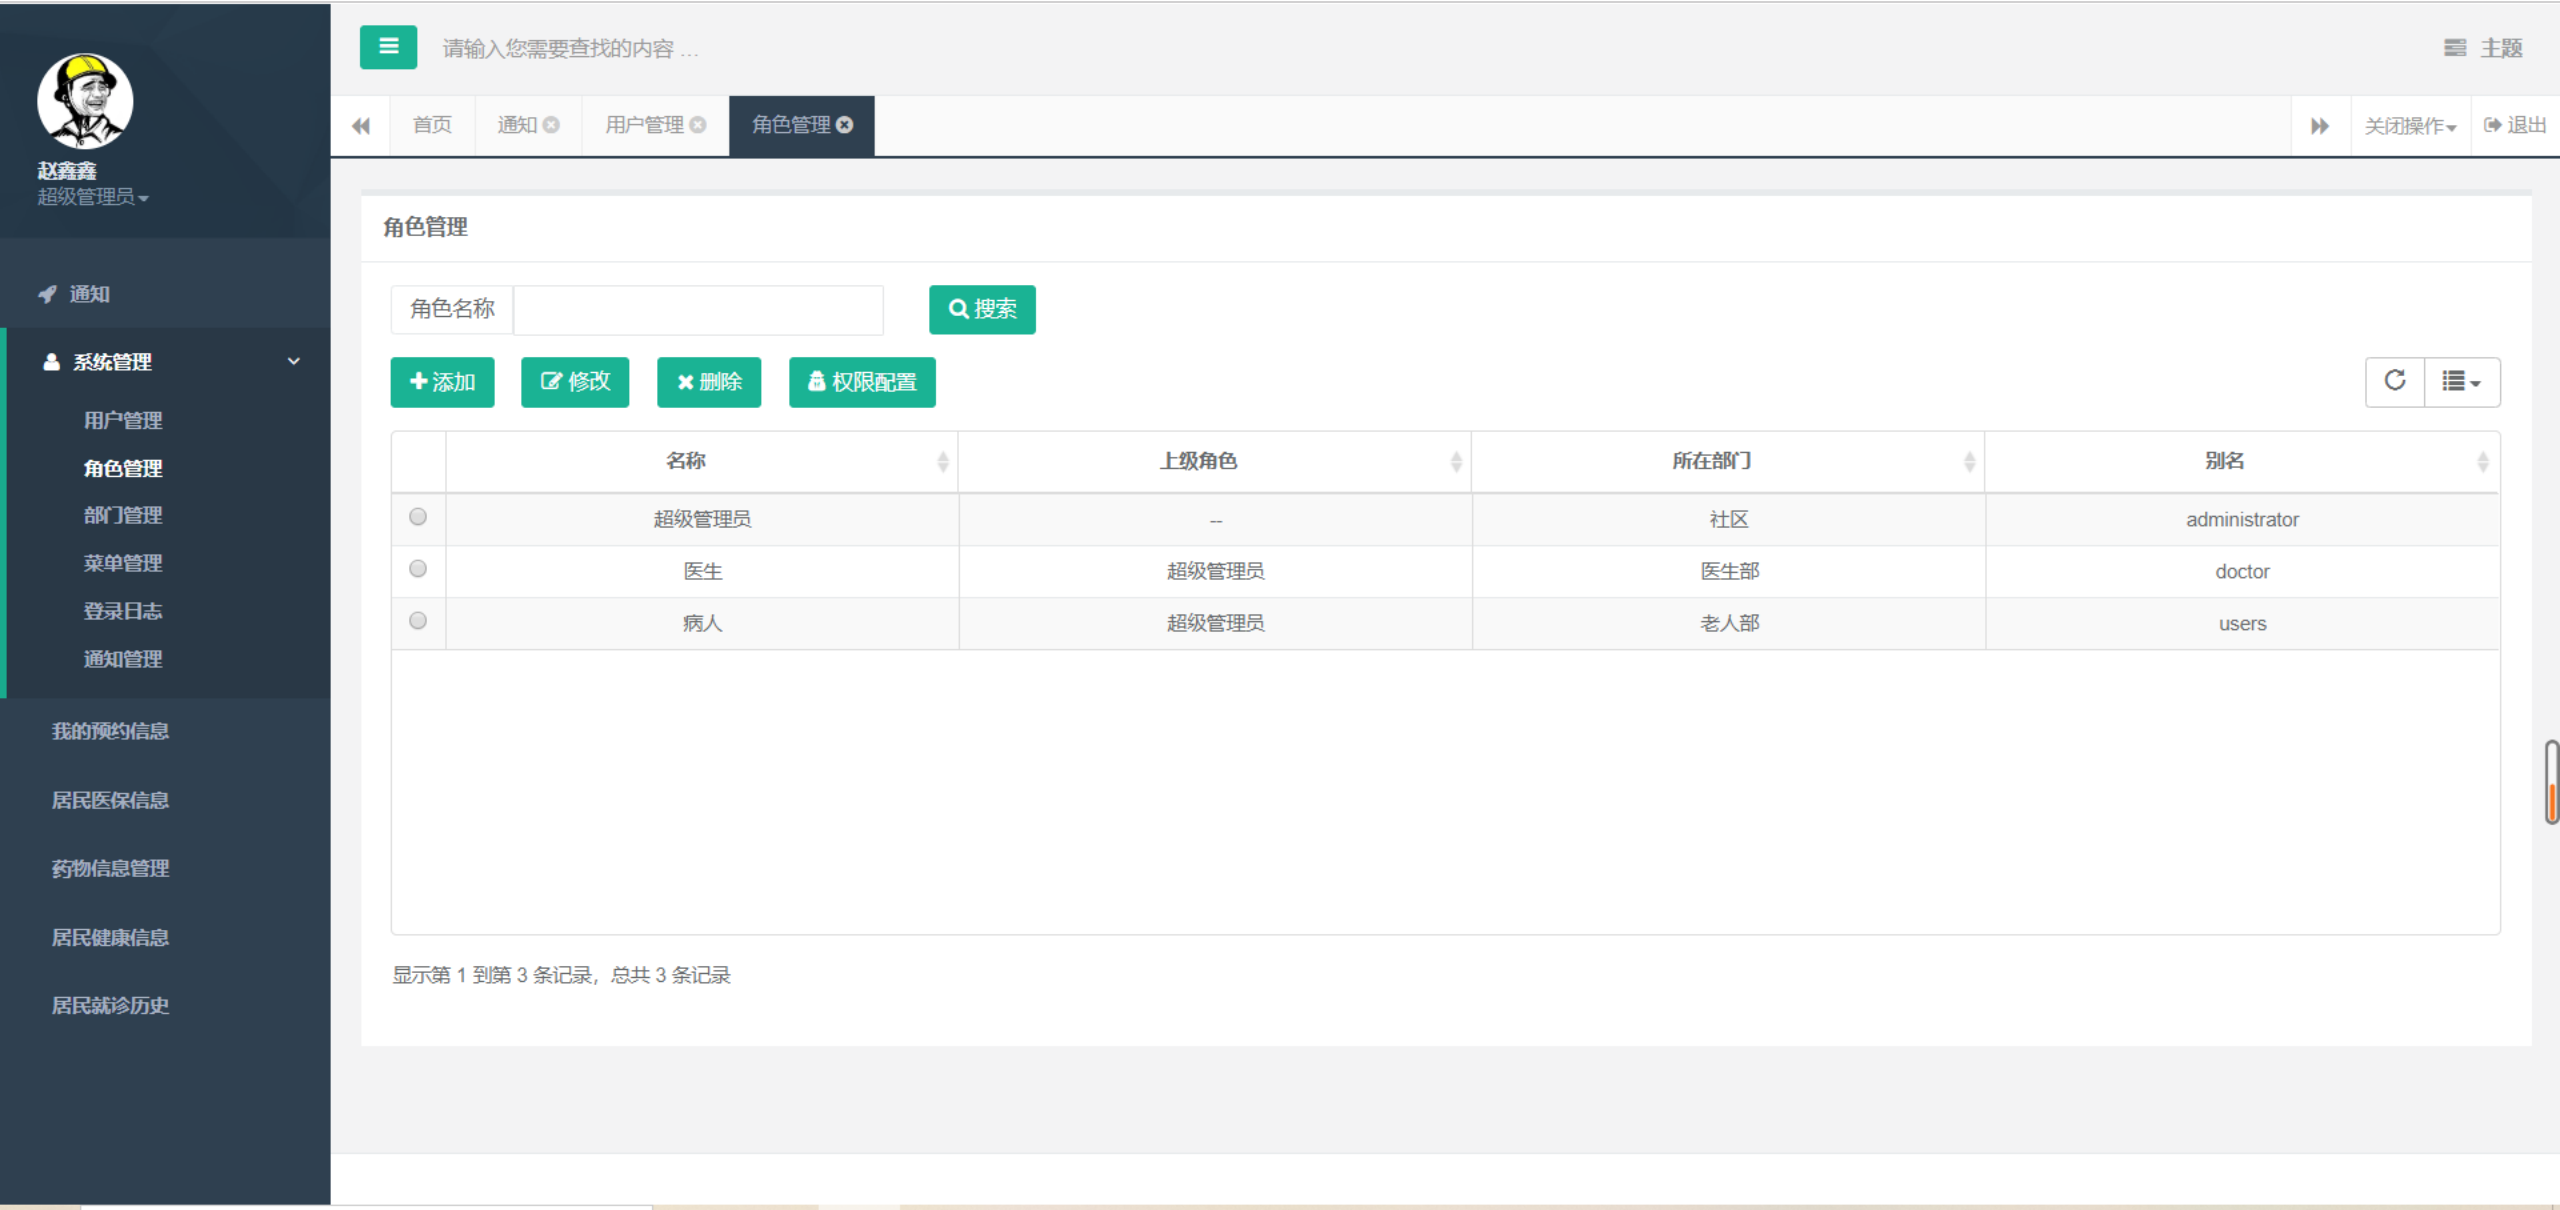 赵鑫鑫
超级管理员
通知
系统管理
用户管理
角色管理
部门管理
菜单管理
登录日志
通知管理
我的预约信息
居民医保信息
药物信息管理
居民健康信息
居民就诊历史
请输入您需要查找的内容 …
主题
首页 通知 用户管理 角色管理 关闭操作 退出
角色管理
角色名称 搜索
添加 修改 删除 权限配置
名称 上级角色 所在部门 别名
超级管理员 -- 社区 administrator
医生 超级管理员 医生部 doctor
病人 超级管理员 老人部 users
显示第 1 到第 3 条记录，总共 3 条记录